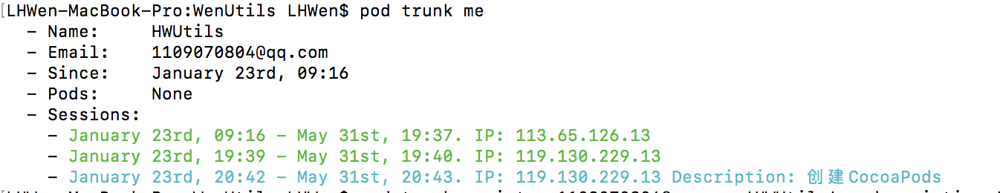 [LHWen-MacBook-Pro:WenUtils LHWen$ pod trunk me
- Name: HWUtils
- Email: 1109070804@qq.com
- Since: January 23rd, 09:16
- Pods: None
- Sessions:
- January 23rd, 09:16 - May 31st, 19:37. IP: 113.65.126.13
- January 23rd, 19:39 - May 31st, 19:40. IP: 119.130.229.13
- January 23rd, 20:42 - May 31st, 20:43. IP: 119.130.229.13 Description: 创建CocoaPods